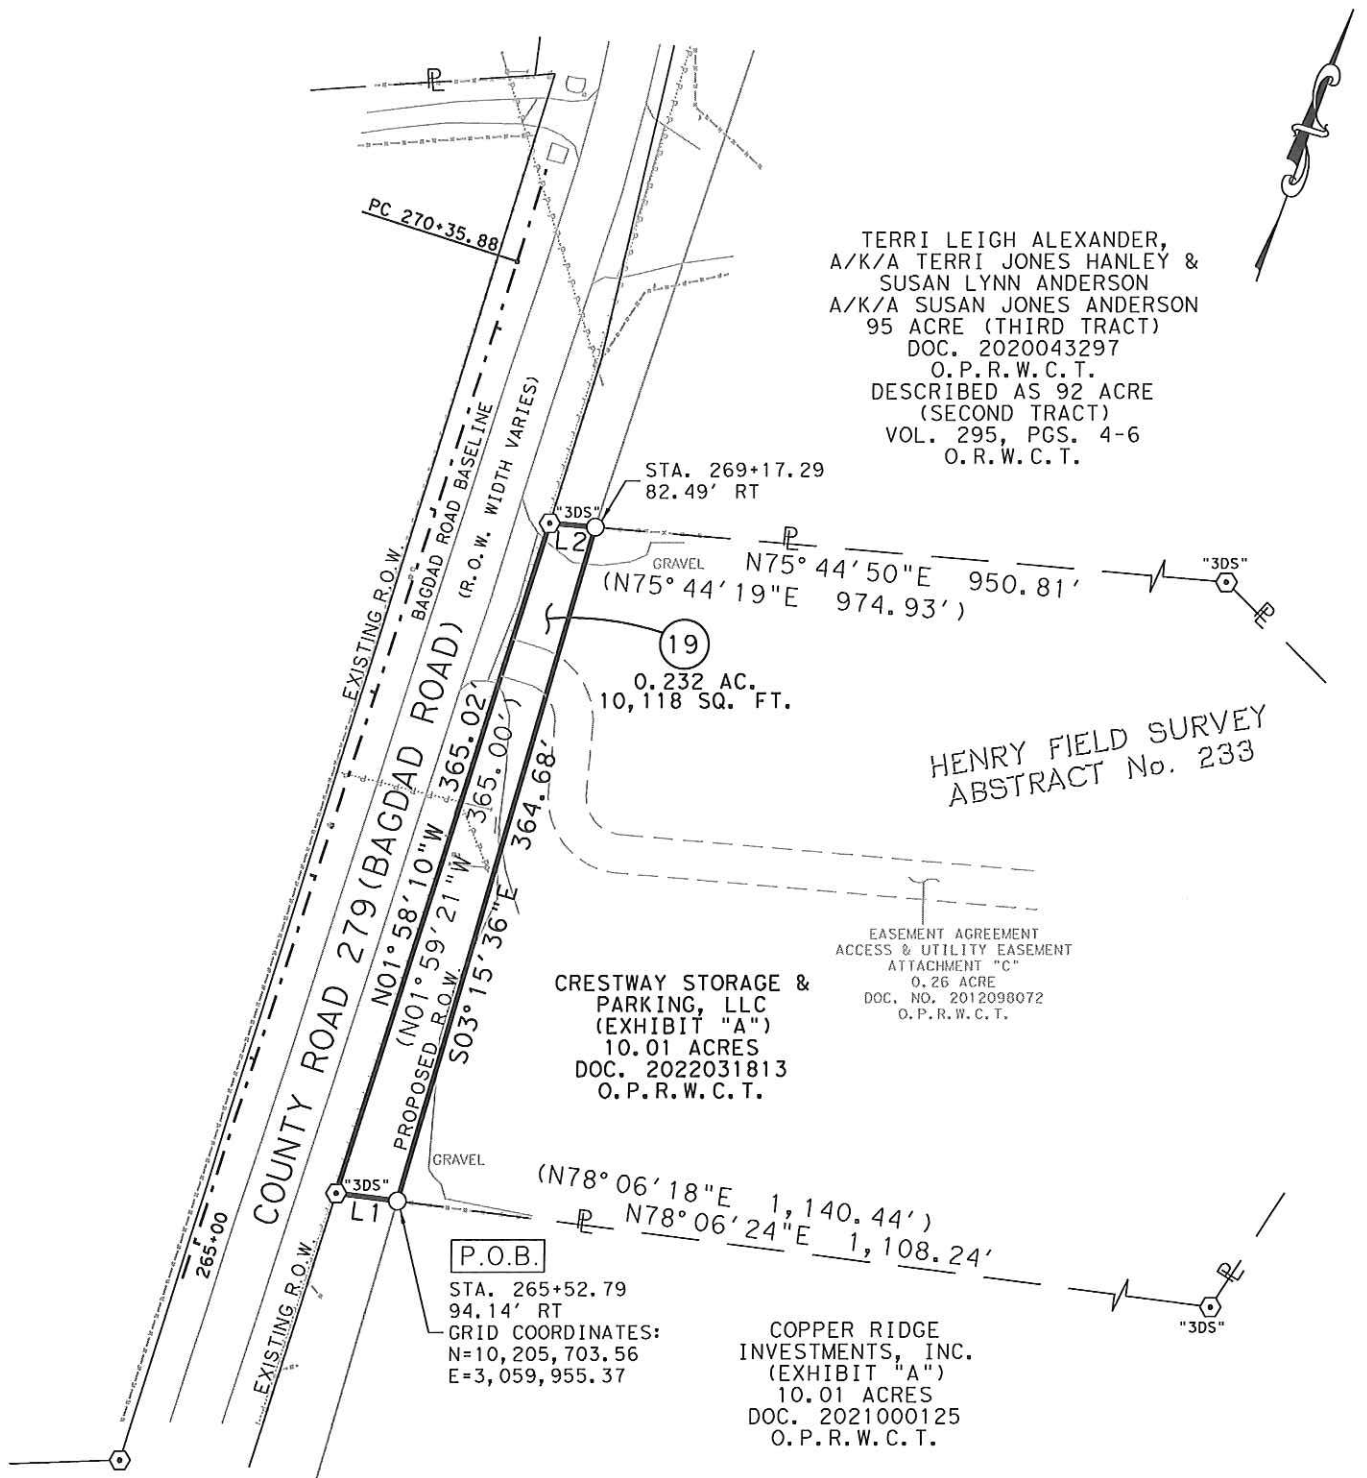 PL
PC 270+35.88
TERRI LEIGH ALEXANDER,
A/K/A TERRI JONES HANLEY &
SUSAN LYNN ANDERSON
A/K/A SUSAN JONES ANDERSON
95 ACRE (THIRD TRACT)
DOC. 2020043297
O.P.R.W.C.T.
DESCRIBED AS 92 ACRE
(SECOND TRACT)
VOL. 295, PGS. 4-6
O.R.W.C.T.
STA. 269+17.29
82.49' RT
"3DS"
L2
GRAVEL
PL
N75°44'50"E 950.81'
(N75°44'19"E 974.93')
"3DS"
PL
19
0.232 AC.
10,118 SQ. FT.
EXISTING R.O.W.
BAGDAD ROAD BASELINE
(R.O.W. WIDTH VARIES)
COUNTY ROAD 279 (BAGDAD ROAD)
N01°58'10"W 365.02'
(N01°59'21"W 365.00')
S03°15'36"E 364.68'
PROPOSED R.O.W.
HENRY FIELD SURVEY
ABSTRACT No. 233
EASEMENT AGREEMENT
ACCESS & UTILITY EASEMENT
ATTACHMENT "C"
0.26 ACRE
DOC. NO. 2012098072
O.P.R.W.C.T.
CRESTWAY STORAGE &
PARKING, LLC
(EXHIBIT "A")
10.01 ACRES
DOC. 2022031813
O.P.R.W.C.T.
GRAVEL
"3DS"
L1
(N78°06'18"E 1,140.44')
PL
N78°06'24"E 1,108.24'
PL
"3DS"
265+00
EXISTING R.O.W.
P.O.B.
STA. 265+52.79
94.14' RT
GRID COORDINATES:
N=10,205,703.56
E=3,059,955.37
COPPER RIDGE
INVESTMENTS, INC.
(EXHIBIT "A")
10.01 ACRES
DOC. 2021000125
O.P.R.W.C.T.